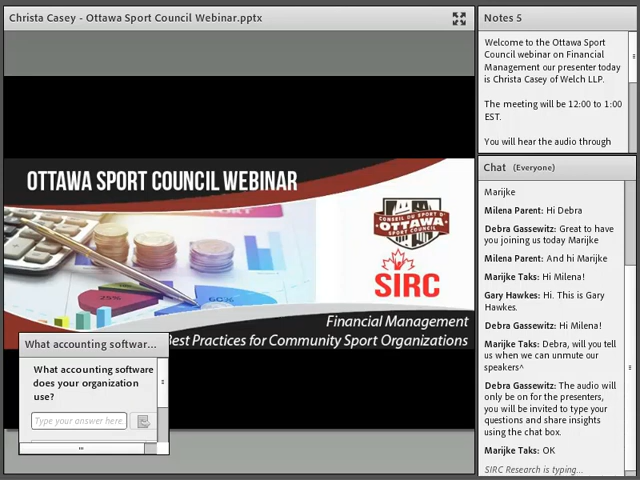 Christa Casey - Ottawa Sport Council Webinar.pptx
OTTAWA SPORT COUNCIL WEBINAR
25%
60%
CONSEIL DU SPORT D'
OTTAWA
SPORT COUNCIL
SIRC
Financial Management
Best Practices for Community Sport Organizations
What accounting softwar...
What accounting software
does your organization
use?
Type your answer here.
Notes 5
Welcome to the Ottawa Sport
Council webinar on Financial
Management our presenter today
is Christa Casey of Welch LLP.
The meeting will be 12:00 to 1:00
EST.
You will hear the audio through
Chat (Everyone)
Marijke
Milena Parent: Hi Debra
Debra Gassewitz: Great to have
you joining us today Marijke
Milena Parent: And hi Marijke
Marijke Taks: Hi Milena!
Gary Hawkes: Hi. This is Gary
Hawkes.
Debra Gassewitz: Hi Milena!
Marijke Taks: Debra, will you tell
us when we can unmute our
speakers^
Debra Gassewitz: The audio will
only be on for the presenters,
you will be invited to type your
questions and share insights
using the chat box.
Marijke Taks: OK
SIRC Research is typing...